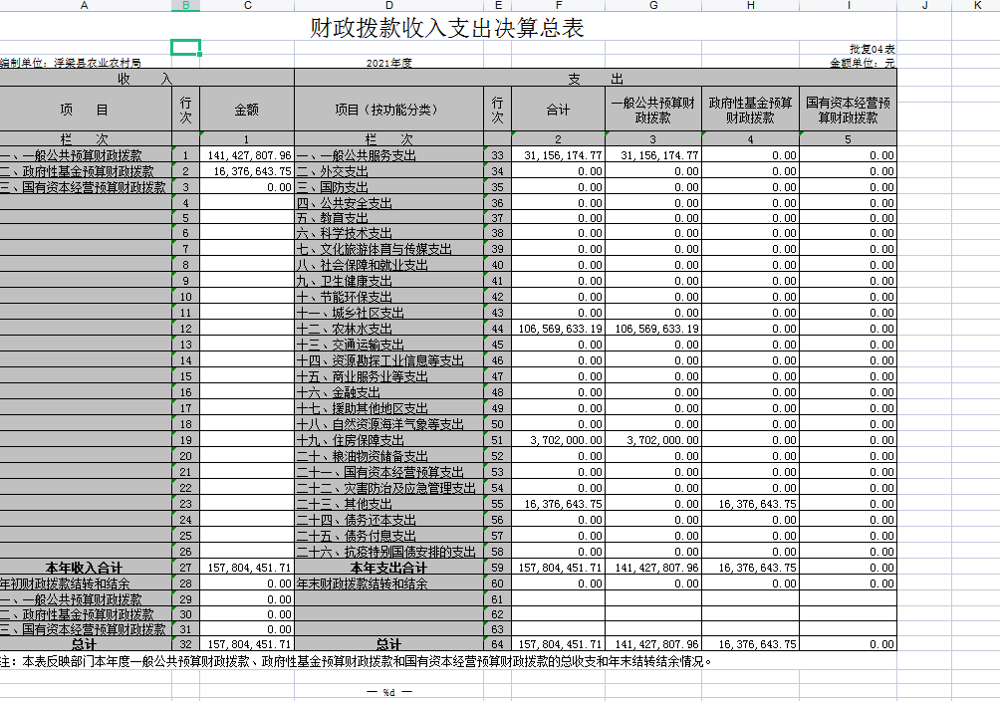 A B C D E F G H I J K
财政拨款收入支出决算总表
批复04表
编制单位：浮梁县农业农村局 2021年度 金额单位：元
收 入 支 出
项 目 行次 金额 项目（按功能分类） 行次 合计 一般公共预算财政拨款 政府性基金预算财政拨款 国有资本经营预算财政拨款
栏 次 1 栏 次 2 3 4 5
一、一般公共预算财政拨款 1 141,427,807.96 一、一般公共服务支出 33 31,156,174.77 31,156,174.77 0.00 0.00
二、政府性基金预算财政拨款 2 16,376,643.75 二、外交支出 34 0.00 0.00 0.00 0.00
三、国有资本经营预算财政拨款 3 0.00 三、国防支出 35 0.00 0.00 0.00 0.00
4 四、公共安全支出 36 0.00 0.00 0.00 0.00
5 五、教育支出 37 0.00 0.00 0.00 0.00
6 六、科学技术支出 38 0.00 0.00 0.00 0.00
7 七、文化旅游体育与传媒支出 39 0.00 0.00 0.00 0.00
8 八、社会保障和就业支出 40 0.00 0.00 0.00 0.00
9 九、卫生健康支出 41 0.00 0.00 0.00 0.00
10 十、节能环保支出 42 0.00 0.00 0.00 0.00
11 十一、城乡社区支出 43 0.00 0.00 0.00 0.00
12 十二、农林水支出 44 106,569,633.19 106,569,633.19 0.00 0.00
13 十三、交通运输支出 45 0.00 0.00 0.00 0.00
14 十四、资源勘探工业信息等支出 46 0.00 0.00 0.00 0.00
15 十五、商业服务业等支出 47 0.00 0.00 0.00 0.00
16 十六、金融支出 48 0.00 0.00 0.00 0.00
17 十七、援助其他地区支出 49 0.00 0.00 0.00 0.00
18 十八、自然资源海洋气象等支出 50 0.00 0.00 0.00 0.00
19 十九、住房保障支出 51 3,702,000.00 3,702,000.00 0.00 0.00
20 二十、粮油物资储备支出 52 0.00 0.00 0.00 0.00
21 二十一、国有资本经营预算支出 53 0.00 0.00 0.00 0.00
22 二十二、灾害防治及应急管理支出 54 0.00 0.00 0.00 0.00
23 二十三、其他支出 55 16,376,643.75 0.00 16,376,643.75 0.00
24 二十四、债务还本支出 56 0.00 0.00 0.00 0.00
25 二十五、债务付息支出 57 0.00 0.00 0.00 0.00
26 二十六、抗疫特别国债安排的支出 58 0.00 0.00 0.00 0.00
本年收入合计 27 157,804,451.71 本年支出合计 59 157,804,451.71 141,427,807.96 16,376,643.75 0.00
年初财政拨款结转和结余 28 0.00 年末财政拨款结转和结余 60 0.00 0.00 0.00 0.00
一、一般公共预算财政拨款 29 0.00 61
二、政府性基金预算财政拨款 30 0.00 62
三、国有资本经营预算财政拨款 31 0.00 63
总计 32 157,804,451.71 总计 64 157,804,451.71 141,427,807.96 16,376,643.75 0.00
注：本表反映部门本年度一般公共预算财政拨款、政府性基金预算财政拨款和国有资本经营预算财政拨款的总收支和年末结转结余情况。
— %d —